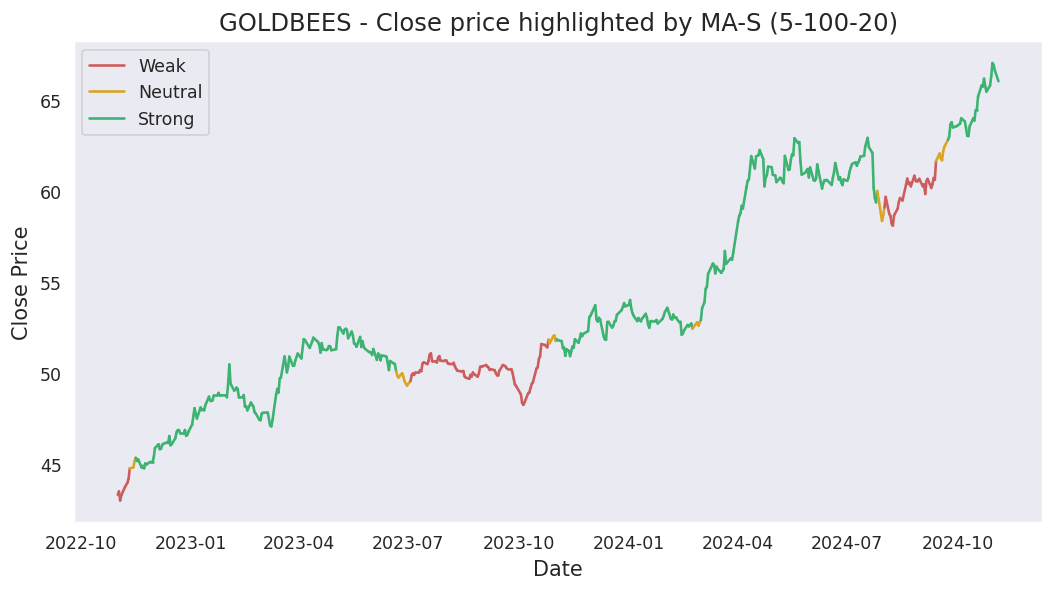 GOLDBEES - Close price highlighted by MA-S (5-100-20)
Weak
Neutral
Strong
Close Price
65
60
55
50
45
2022-10 2023-01 2023-04 2023-07 2023-10 2024-01 2024-04 2024-07 2024-10
Date